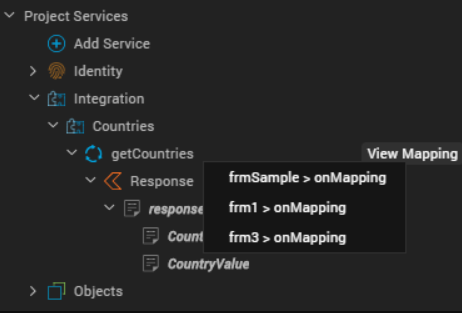 Project Services
Add Service
Identity
Integration
Countries
getCountries
View Mapping
Response
frmSample > onMapping
response
frm1 > onMapping
Count
frm3 > onMapping
CountryValue
Objects